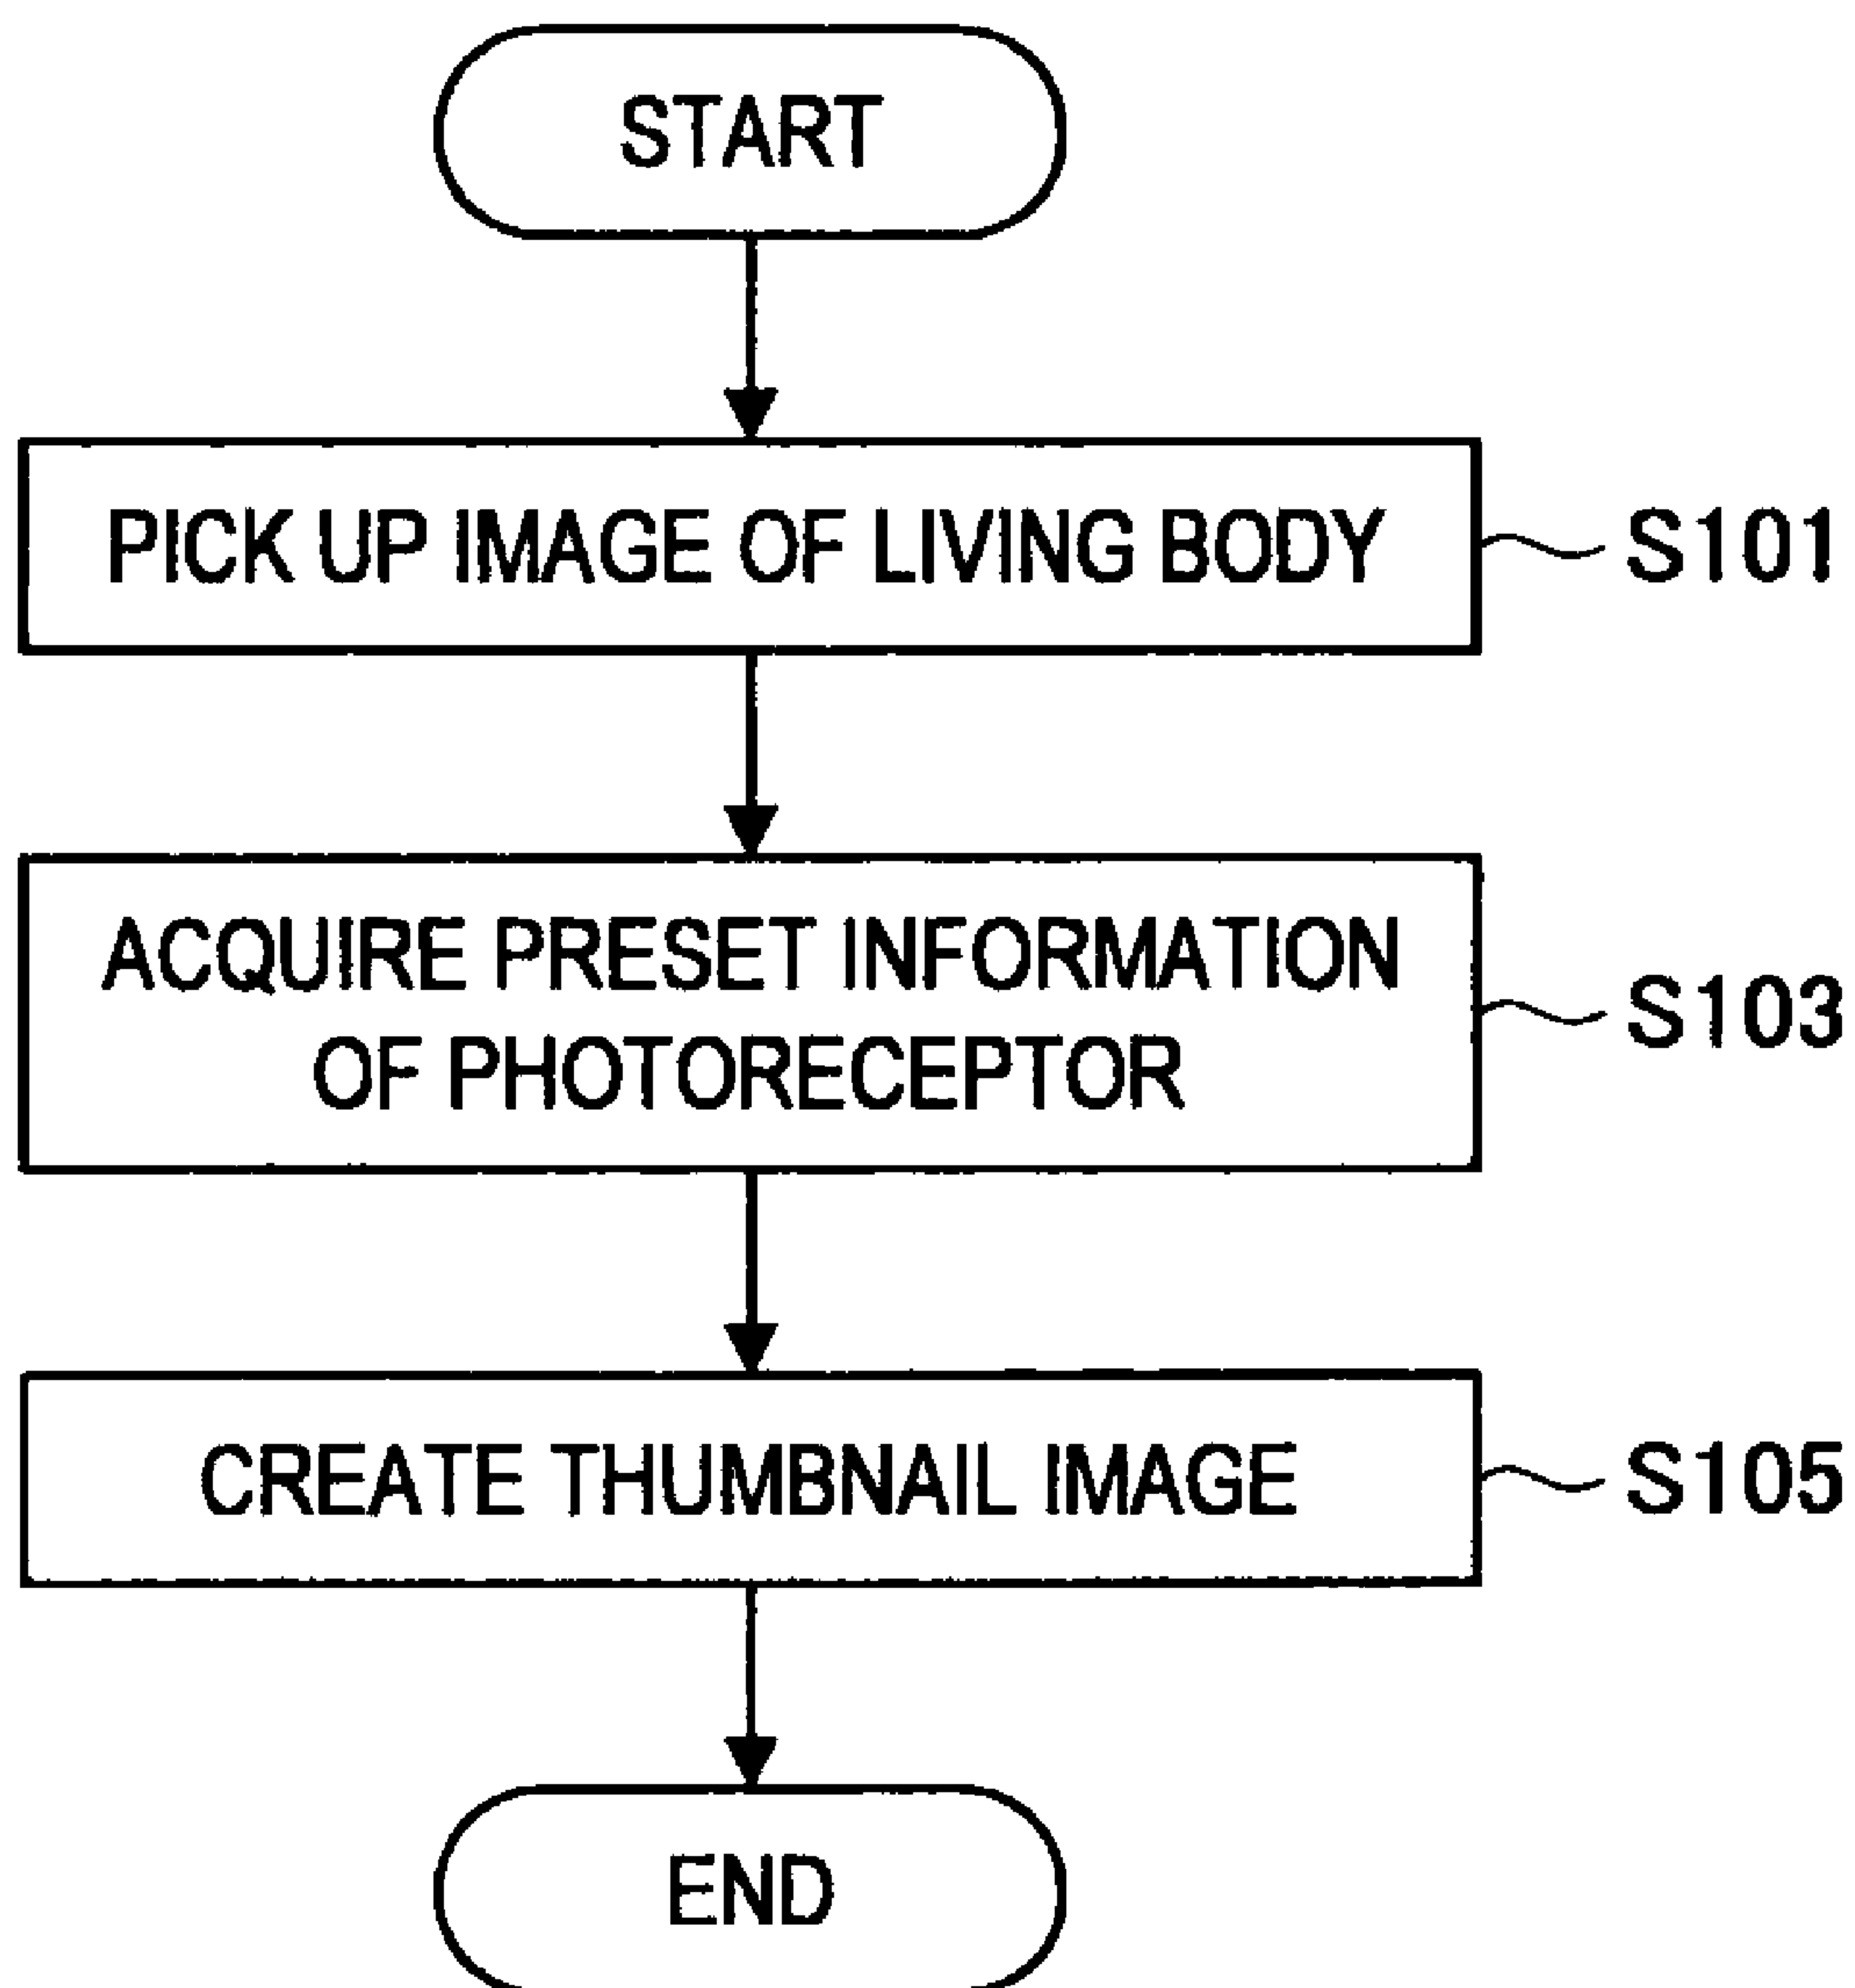 START
PICK UP IMAGE OF LIVING BODY
S101
ACQUIRE PRESET INFORMATION
OF PHOTORECEPTOR
S103
CREATE THUMBNAIL IMAGE
S105
END